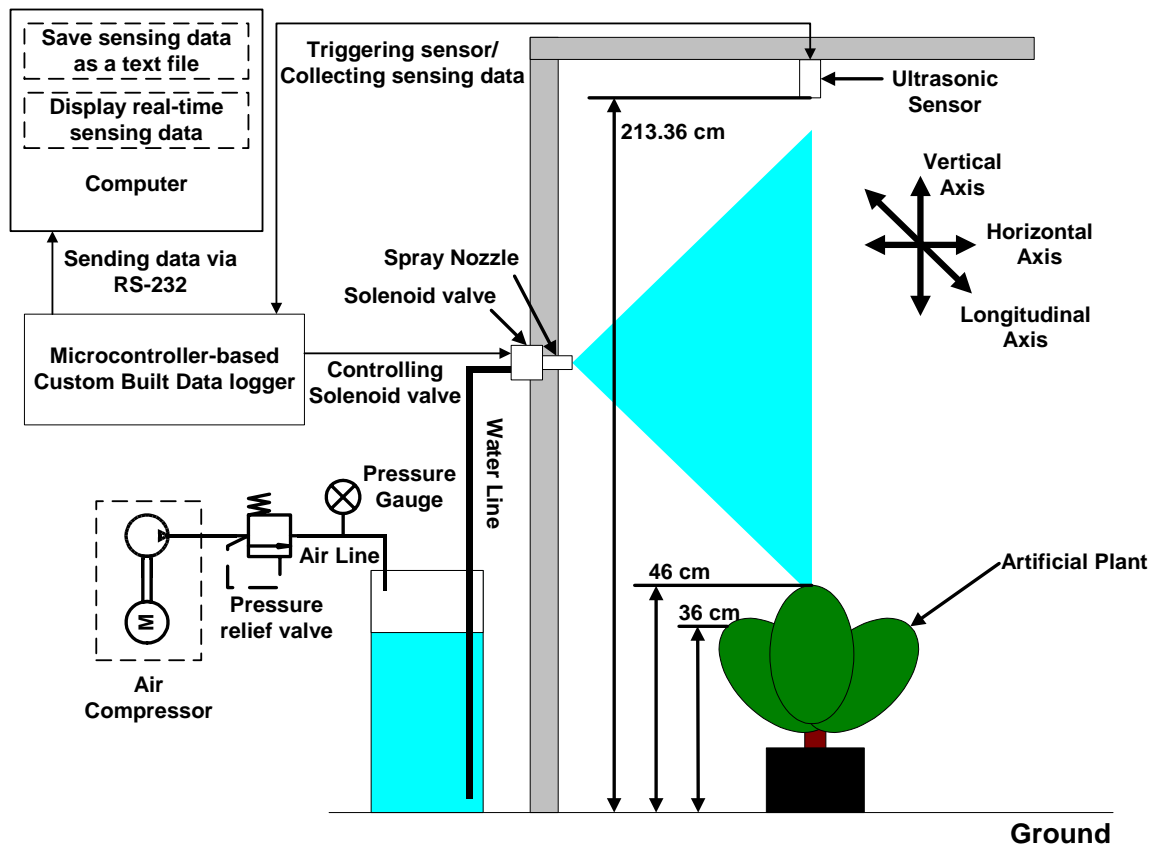 Save sensing data
as a text file
Display real-time
sensing data
Computer
Sending data via
RS-232
Microcontroller-based
Custom Built Data logger
Triggering sensor/
Collecting sensing data
Ultrasonic
Sensor
213.36 cm
Vertical
Axis
Horizontal
Axis
Longitudinal
Axis
Spray Nozzle
Solenoid valve
Controlling
Solenoid valve
Water Line
Pressure
Gauge
Air Line
Pressure
relief valve
M
Air
Compressor
46 cm
36 cm
Artificial Plant
Ground